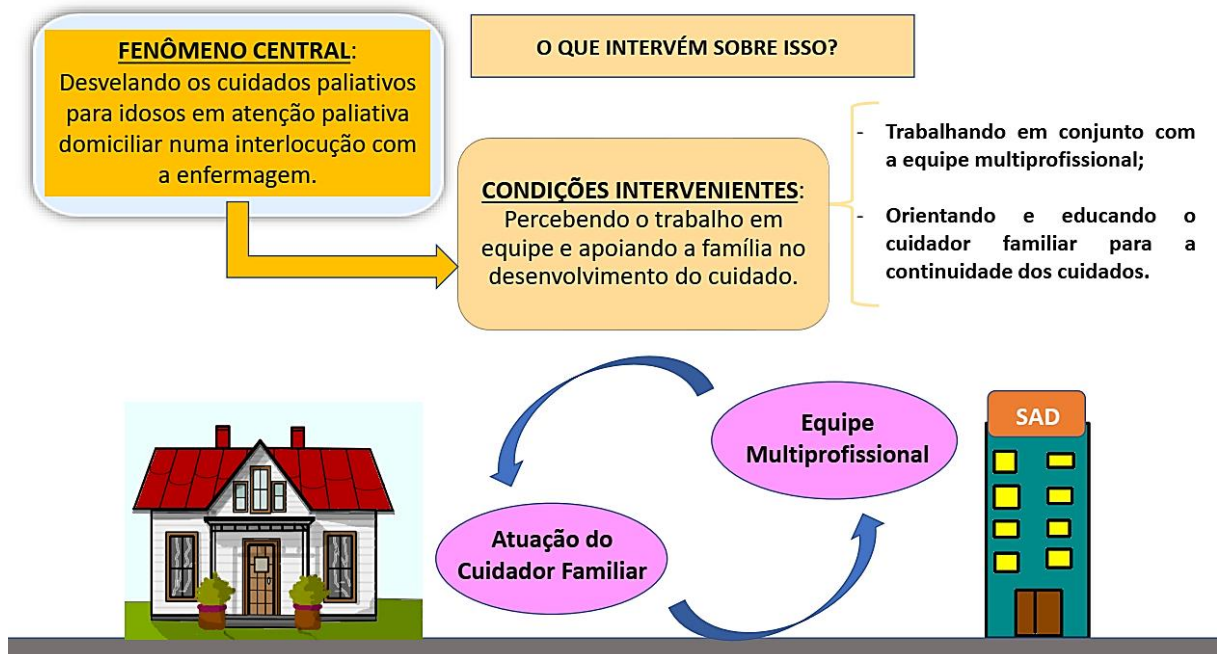 FENÔMENO CENTRAL:
Desvelando os cuidados paliativos
para idosos em atenção paliativa
domiciliar numa interlocução com
a enfermagem.
O QUE INTERVÉM SOBRE ISSO?
CONDIÇÕES INTERVENIENTES:
Percebendo o trabalho em
equipe e apoiando a família no
desenvolvimento do cuidado.
- Trabalhando em conjunto com
a equipe multiprofissional;
- Orientando e educando o
cuidador familiar para a
continuidade dos cuidados.
Equipe
Multiprofissional
SAD
Atuação do
Cuidador Familiar